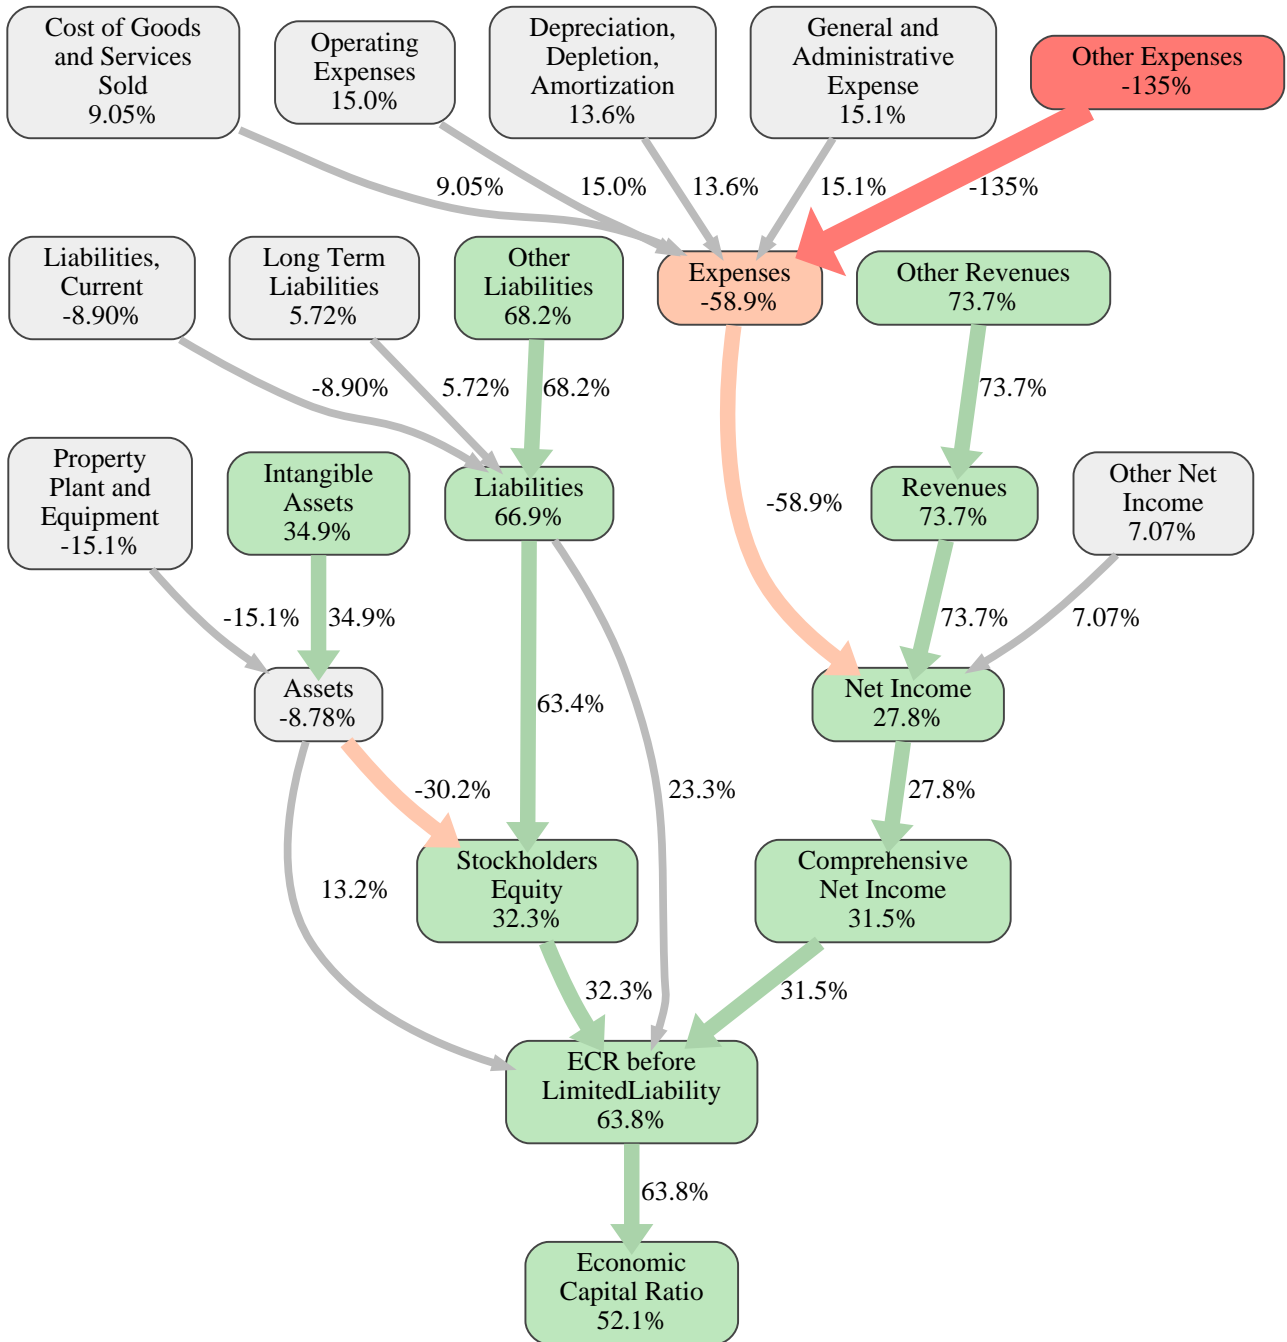 Cost of Goods
and Services
Sold
9.05%
Operating
Expenses
15.0%
Depreciation,
Depletion,
Amortization
13.6%
General and
Administrative
Expense
15.1%
Other Expenses
-135%
9.05%
15.0%
13.6%
15.1%
-135%
Liabilities,
Current
-8.90%
Long Term
Liabilities
5.72%
Other
Liabilities
68.2%
Expenses
-58.9%
Other Revenues
73.7%
-8.90%
5.72%
68.2%
73.7%
Property
Plant and
Equipment
-15.1%
Intangible
Assets
34.9%
Liabilities
66.9%
-58.9%
Revenues
73.7%
Other Net
Income
7.07%
-15.1%
34.9%
63.4%
73.7%
7.07%
Assets
-8.78%
Net Income
27.8%
-30.2%
23.3%
27.8%
13.2%
Stockholders
Equity
32.3%
Comprehensive
Net Income
31.5%
32.3%
31.5%
ECR before
LimitedLiability
63.8%
63.8%
Economic
Capital Ratio
52.1%